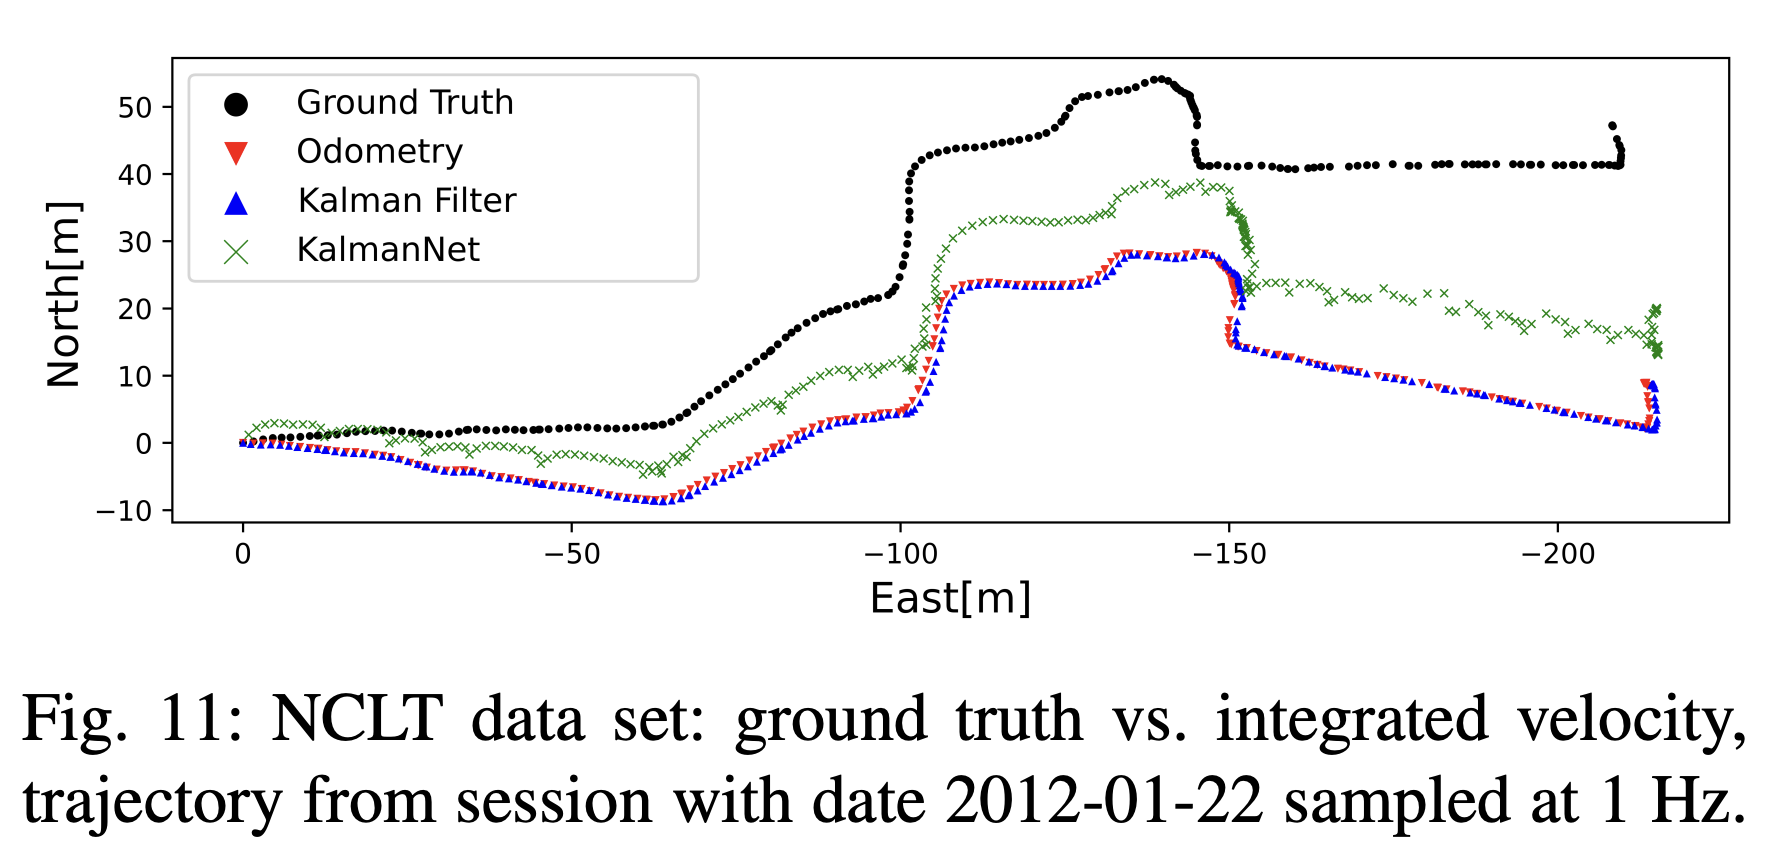 Ground Truth
Odometry
Kalman Filter
KalmanNet
North[m]
50
40
30
20
10
0
−10
0 −50 −100 −150 −200
East[m]
Fig. 11: NCLT data set: ground truth vs. integrated velocity,
trajectory from session with date 2012-01-22 sampled at 1 Hz.